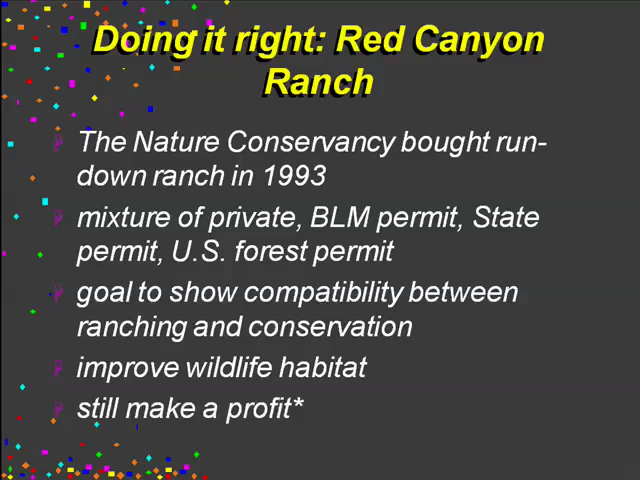 Doing it right: Red Canyon
Ranch
The Nature Conservancy bought run-
down ranch in 1993
mixture of private, BLM permit, State
permit, U.S. forest permit
goal to show compatibility between
ranching and conservation
improve wildlife habitat
still make a profit*